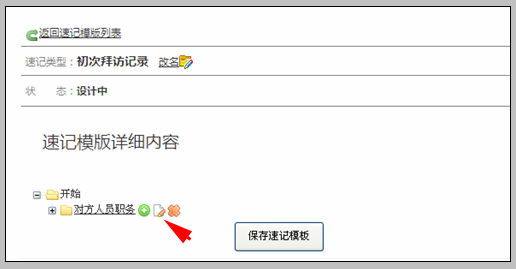 返回速记模版列表
速记类型：初次拜访记录 改名
状 态：设计中
速记模版详细内容
开始
对方人员职务
保存速记模板